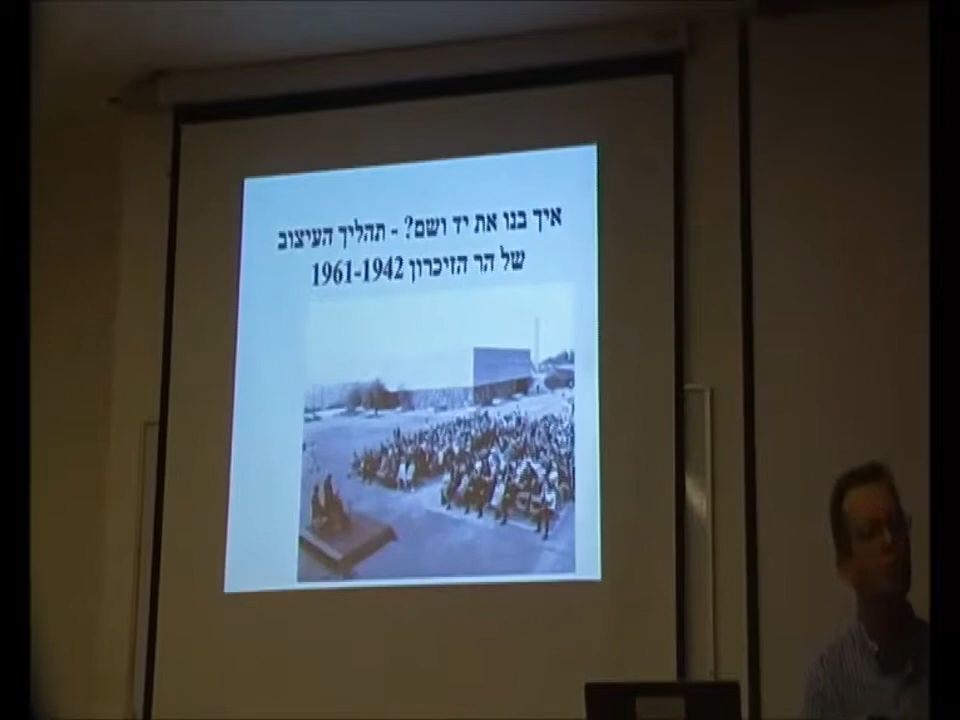 איך בנו את יד ושם? - תהליך העיצוב
של הר הזיכרון 1961-1942